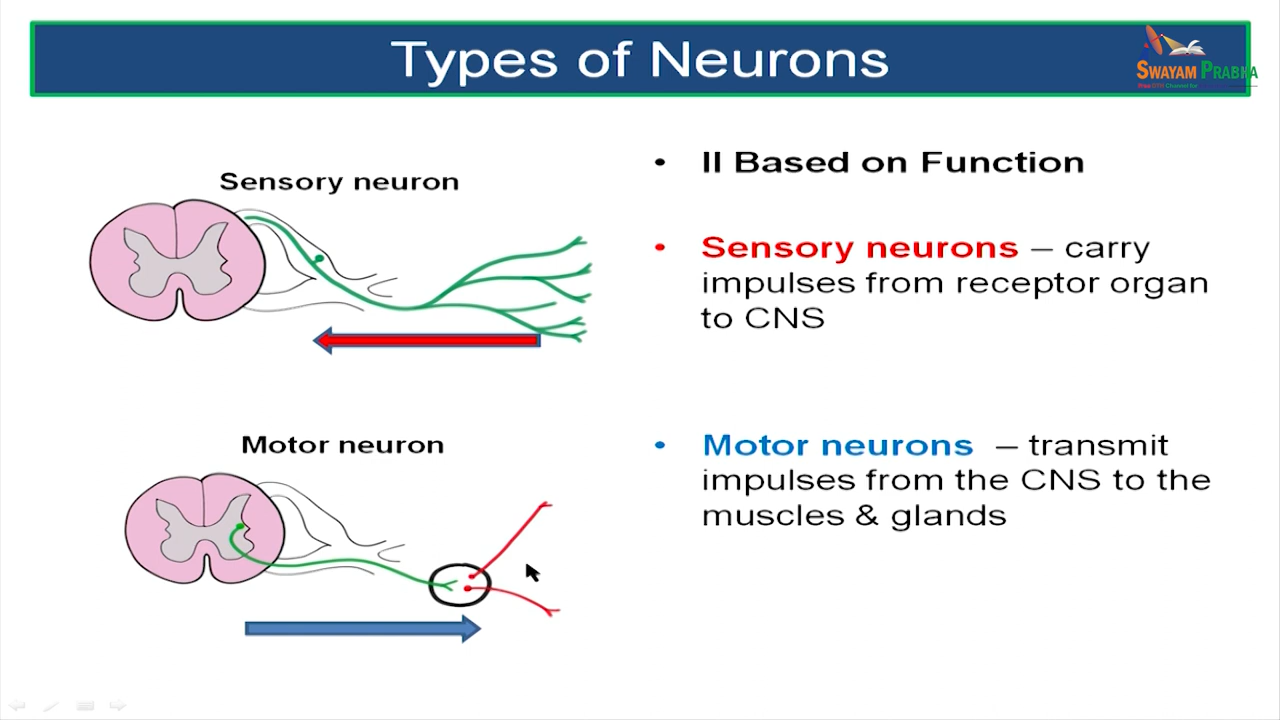 Types of Neurons
SWAYAM PRABHA
Sensory neuron
Motor neuron
• II Based on Function
• Sensory neurons – carry
impulses from receptor organ
to CNS
• Motor neurons – transmit
impulses from the CNS to the
muscles & glands